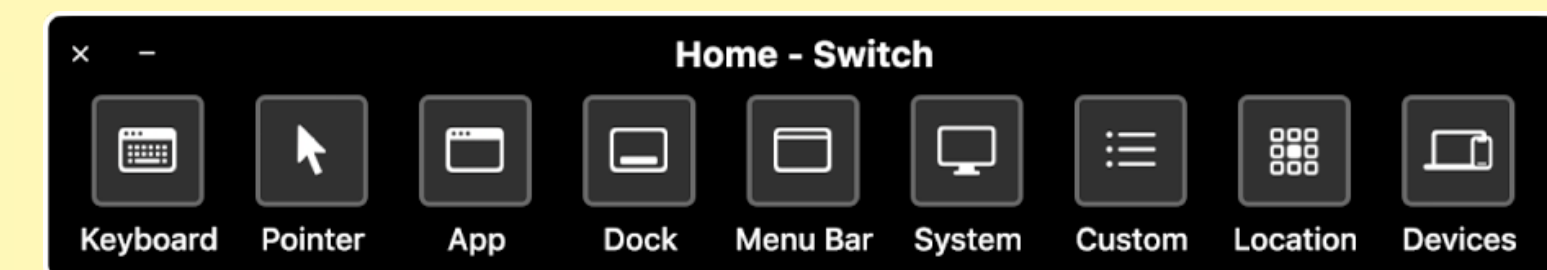 Home - Switch
Keyboard Pointer App Dock Menu Bar System Custom Location Devices